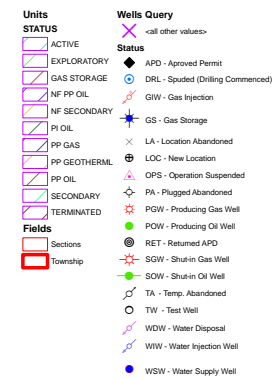 Units
STATUS
ACTIVE
EXPLORATORY
GAS STORAGE
NF PP OIL
NF SECONDARY
PI OIL
PP GAS
PP GEOTHERML
PP OIL
SECONDARY
TERMINATED
Fields
Sections
Township
Wells Query
<all other values>
Status
APD - Aproved Permit
DRL - Spuded (Drilling Commenced)
GIW - Gas Injection
GS - Gas Storage
LA - Location Abandoned
LOC - New Location
OPS - Operation Suspended
PA - Plugged Abandoned
PGW - Producing Gas Well
POW - Producing Oil Well
RET - Returned APD
SGW - Shut-in Gas Well
SOW - Shut-in Oil Well
TA - Temp. Abandoned
TW - Test Well
WDW - Water Disposal
WIW - Water Injection Well
WSW - Water Supply Well